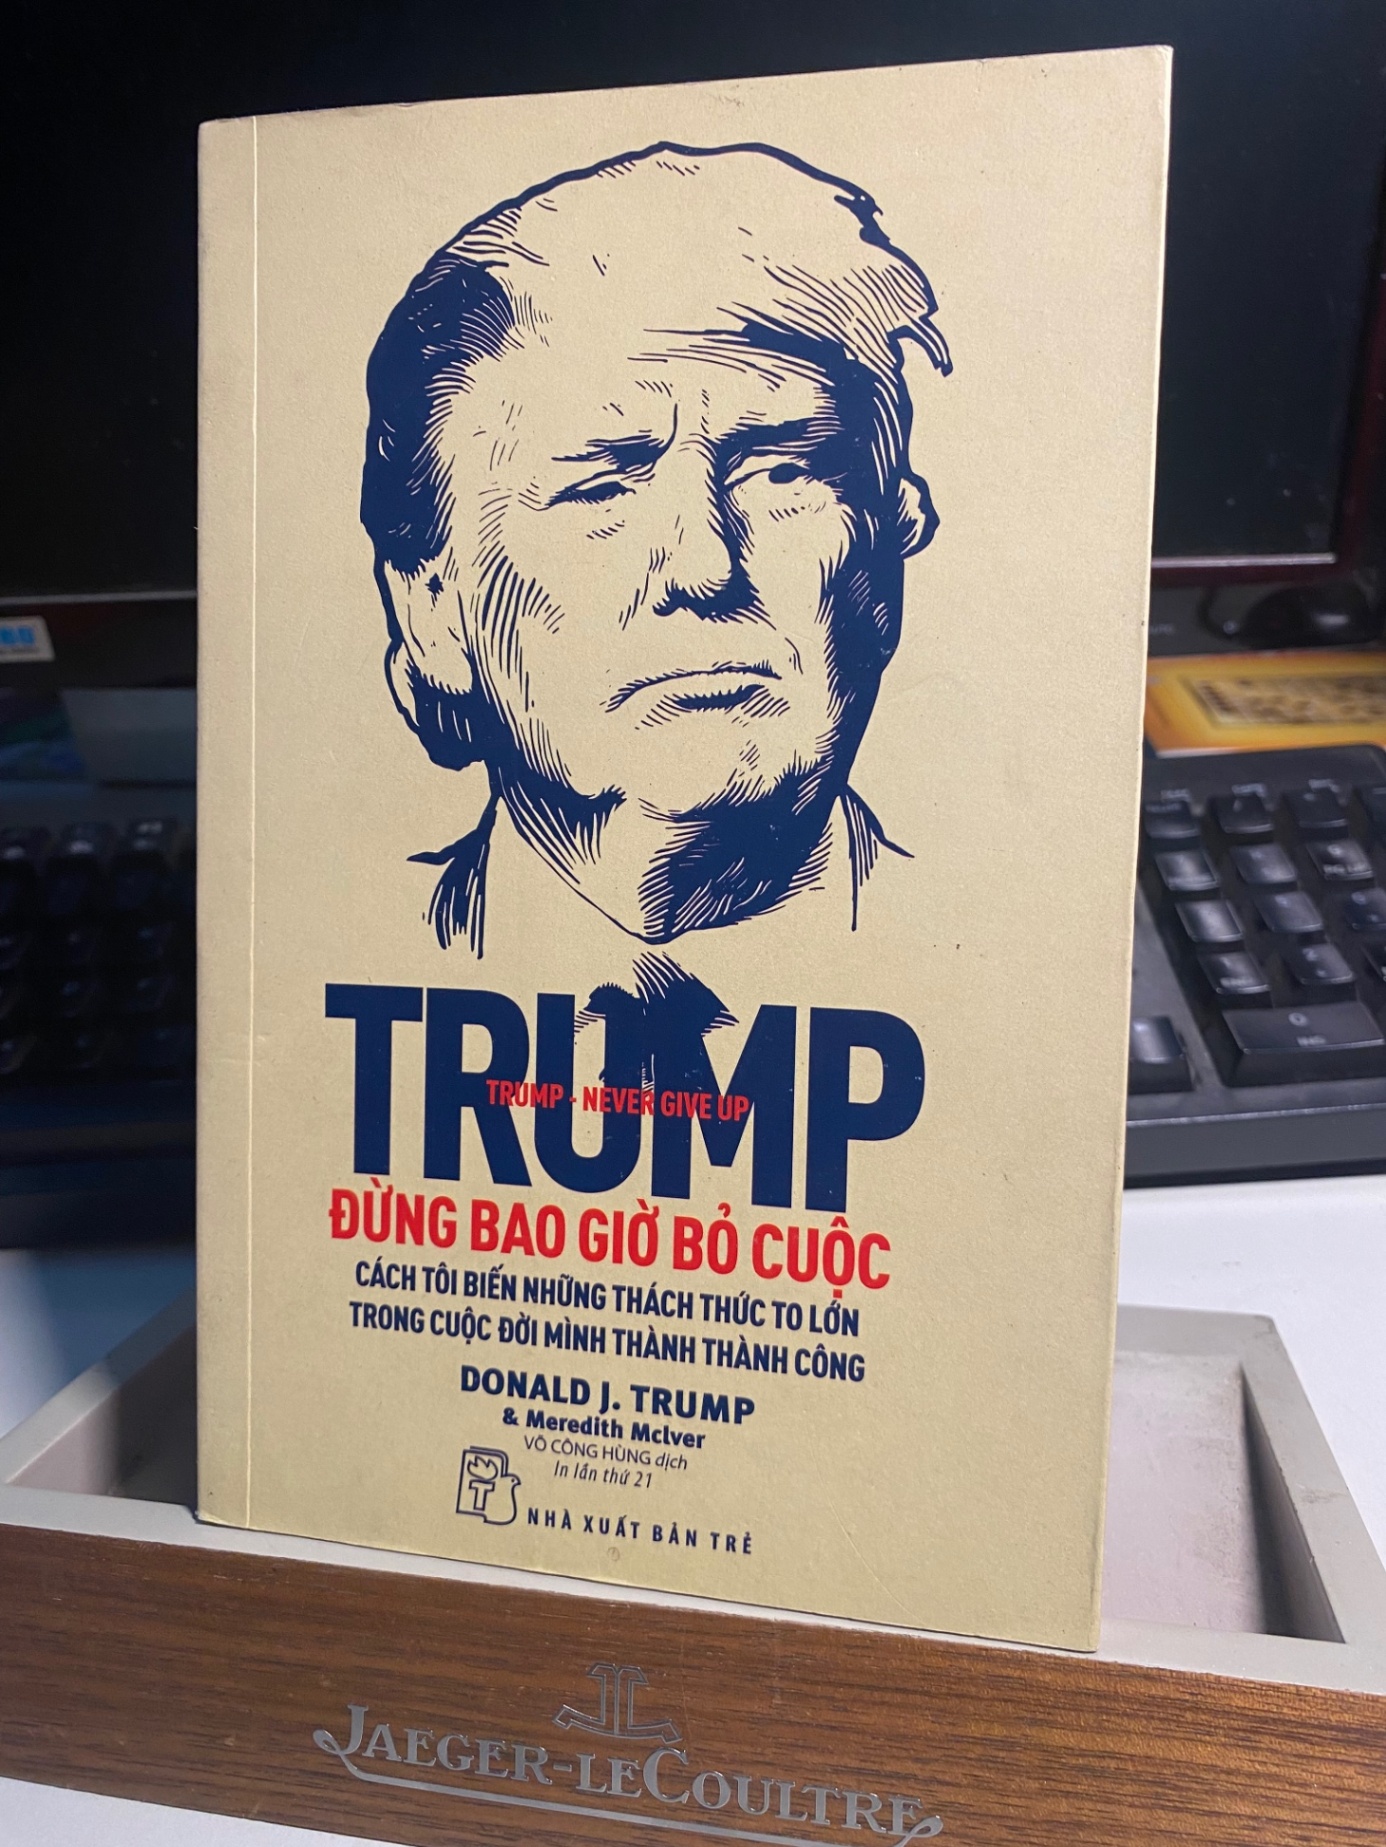 TRUMP
TRUMP - NEVER GIVE UP
ĐỪNG BAO GIỜ BỎ CUỘC
CÁCH TÔI BIẾN NHỮNG THÁCH THỨC TO LỚN
TRONG CUỘC ĐỜI MÌNH THÀNH THÀNH CÔNG
DONALD J. TRUMP
& Meredith McIver
VÕ CÔNG HÙNG dịch
In lần thứ 21
T
NHÀ XUẤT BẢN TRẺ
JL
JAEGER-LECOULTRE